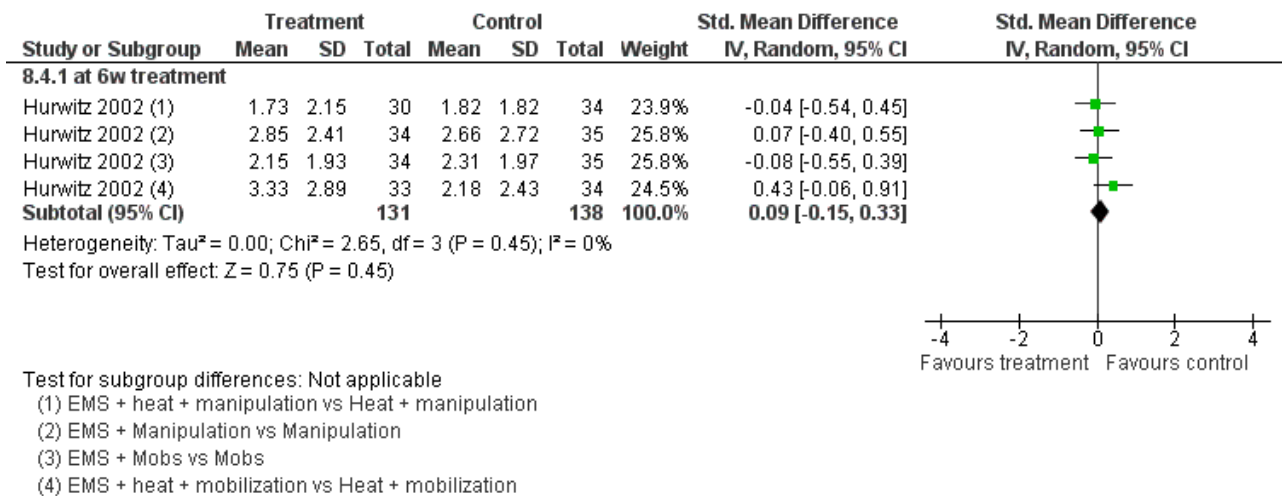 Treatment Control Std. Mean Difference Std. Mean Difference
Study or Subgroup Mean SD Total Mean SD Total Weight IV, Random, 95% CI IV, Random, 95% CI
8.4.1 at 6w treatment
Hurwitz 2002 (1) 1.73 2.15 30 1.82 1.82 34 23.9% -0.04 [-0.54, 0.45]
Hurwitz 2002 (2) 2.85 2.41 34 2.66 2.72 35 25.8% 0.07 [-0.40, 0.55]
Hurwitz 2002 (3) 2.15 1.93 34 2.31 1.97 35 25.8% -0.08 [-0.55, 0.39]
Hurwitz 2002 (4) 3.33 2.89 33 2.18 2.43 34 24.5% 0.43 [-0.06, 0.91]
Subtotal (95% CI) 131 138 100.0% 0.09 [-0.15, 0.33]
Heterogeneity: Tau² = 0.00; Chi² = 2.65, df = 3 (P = 0.45); I² = 0%
Test for overall effect: Z = 0.75 (P = 0.45)
-4 -2 0 2 4
Favours treatment Favours control
Test for subgroup differences: Not applicable
(1) EMS + heat + manipulation vs Heat + manipulation
(2) EMS + Manipulation vs Manipulation
(3) EMS + Mobs vs Mobs
(4) EMS + heat + mobilization vs Heat + mobilization